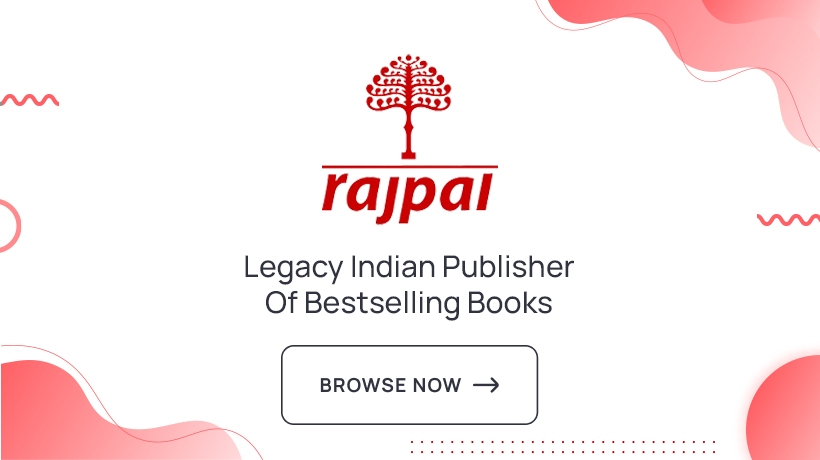 rajpal
Legacy Indian Publisher
Of Bestselling Books
BROWSE NOW